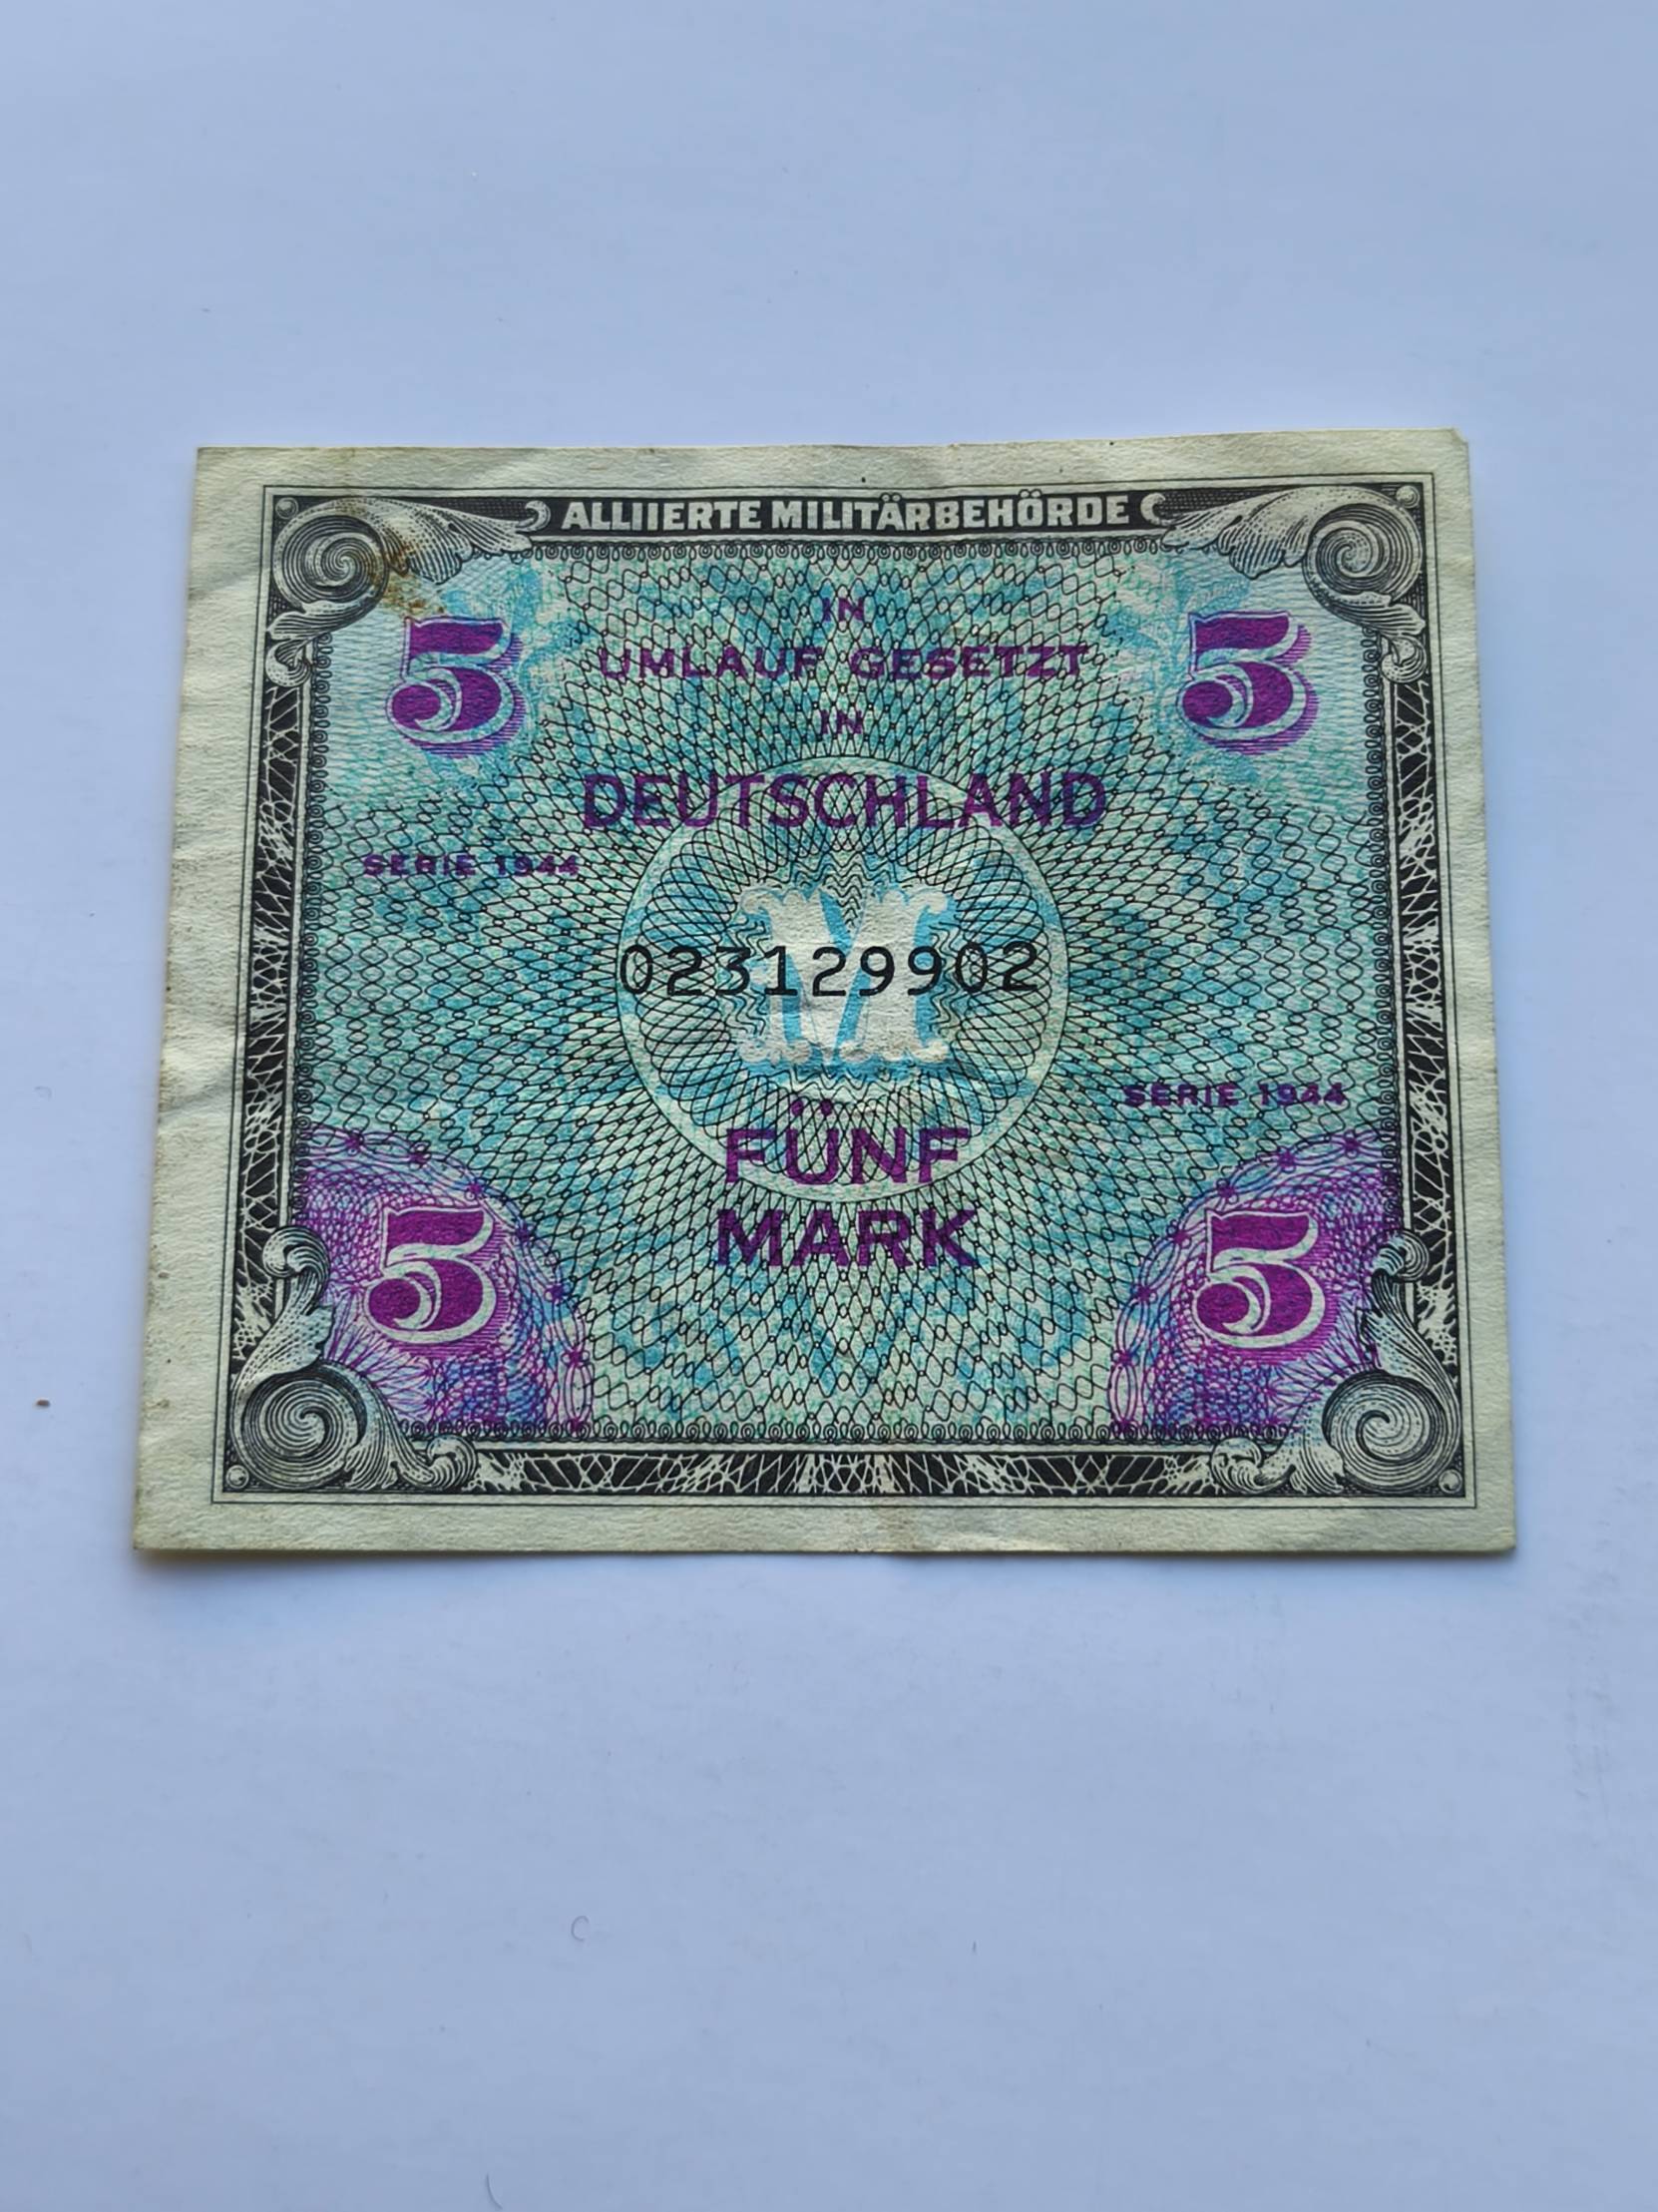 ALLIIERTE MILITÄRBEHÖRDE
5 5
IN
UMLAUF GESETZT
IN
DEUTSCHLAND
SERIE 1944
M
023129902
SERIE 1944
FÜNF
MARK
5 5